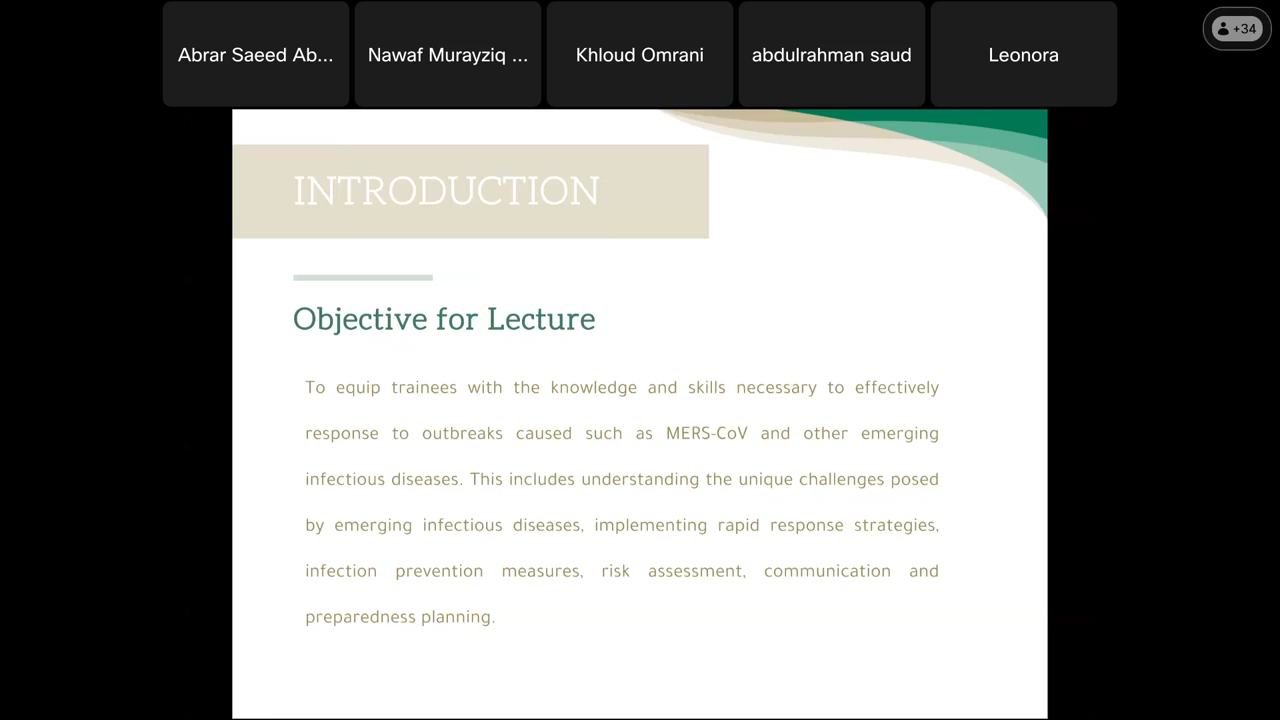 Abrar Saeed Ab...
Nawaf Murayziq ...
Khloud Omrani
abdulrahman saud
Leonora
+34
INTRODUCTION
Objective for Lecture
To equip trainees with the knowledge and skills necessary to effectively
response to outbreaks caused such as MERS-CoV and other emerging
infectious diseases. This includes understanding the unique challenges posed
by emerging infectious diseases, implementing rapid response strategies,
infection prevention measures, risk assessment, communication and
preparedness planning.